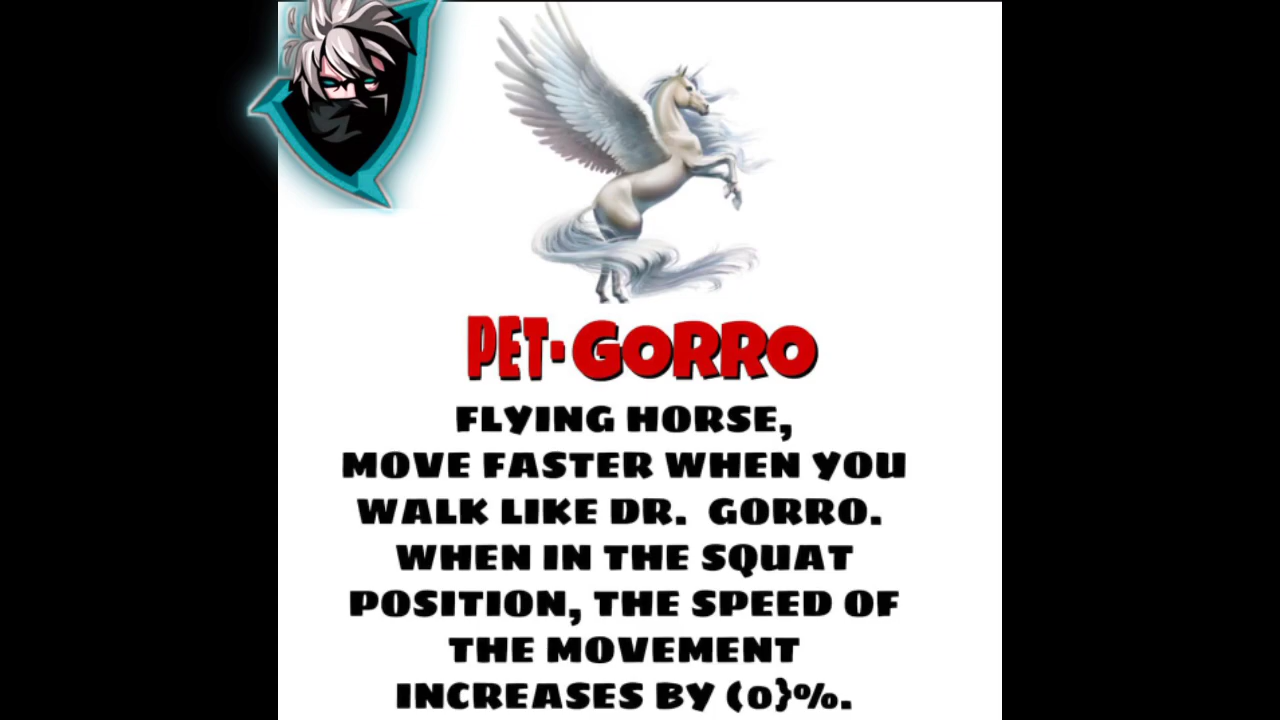 PET-GORRO
FLYING HORSE,
MOVE FASTER WHEN YOU
WALK LIKE DR. GORRO.
WHEN IN THE SQUAT
POSITION, THE SPEED OF
THE MOVEMENT
INCREASES BY (0}%.